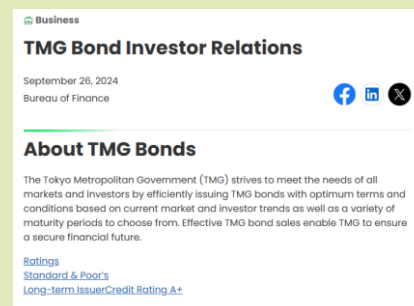 Business
TMG Bond Investor Relations
September 26, 2024
Bureau of Finance
About TMG Bonds
The Tokyo Metropolitan Government (TMG) strives to meet the needs of all
markets and investors by efficiently issuing TMG bonds with optimum terms and
conditions based on current market and investor trends as well as a variety of
maturity periods to choose from. Effective TMG bond sales enable TMG to ensure
a secure financial future.
Ratings
Standard & Poor's
Long-term IssuerCredit Rating A+